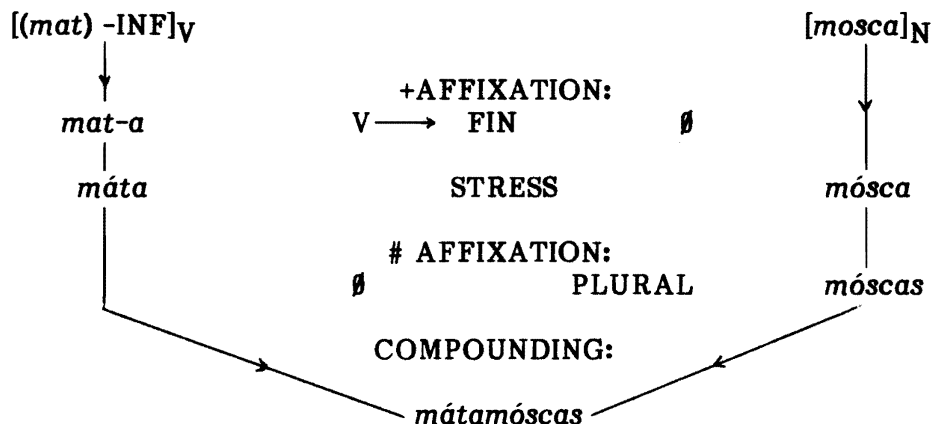 [(mat) -INF]V [mosca]N
+AFFIXATION:
mat-a V → FIN ∅
máta STRESS mósca
# AFFIXATION:
∅ PLURAL móscas
COMPOUNDING:
mátamóscas